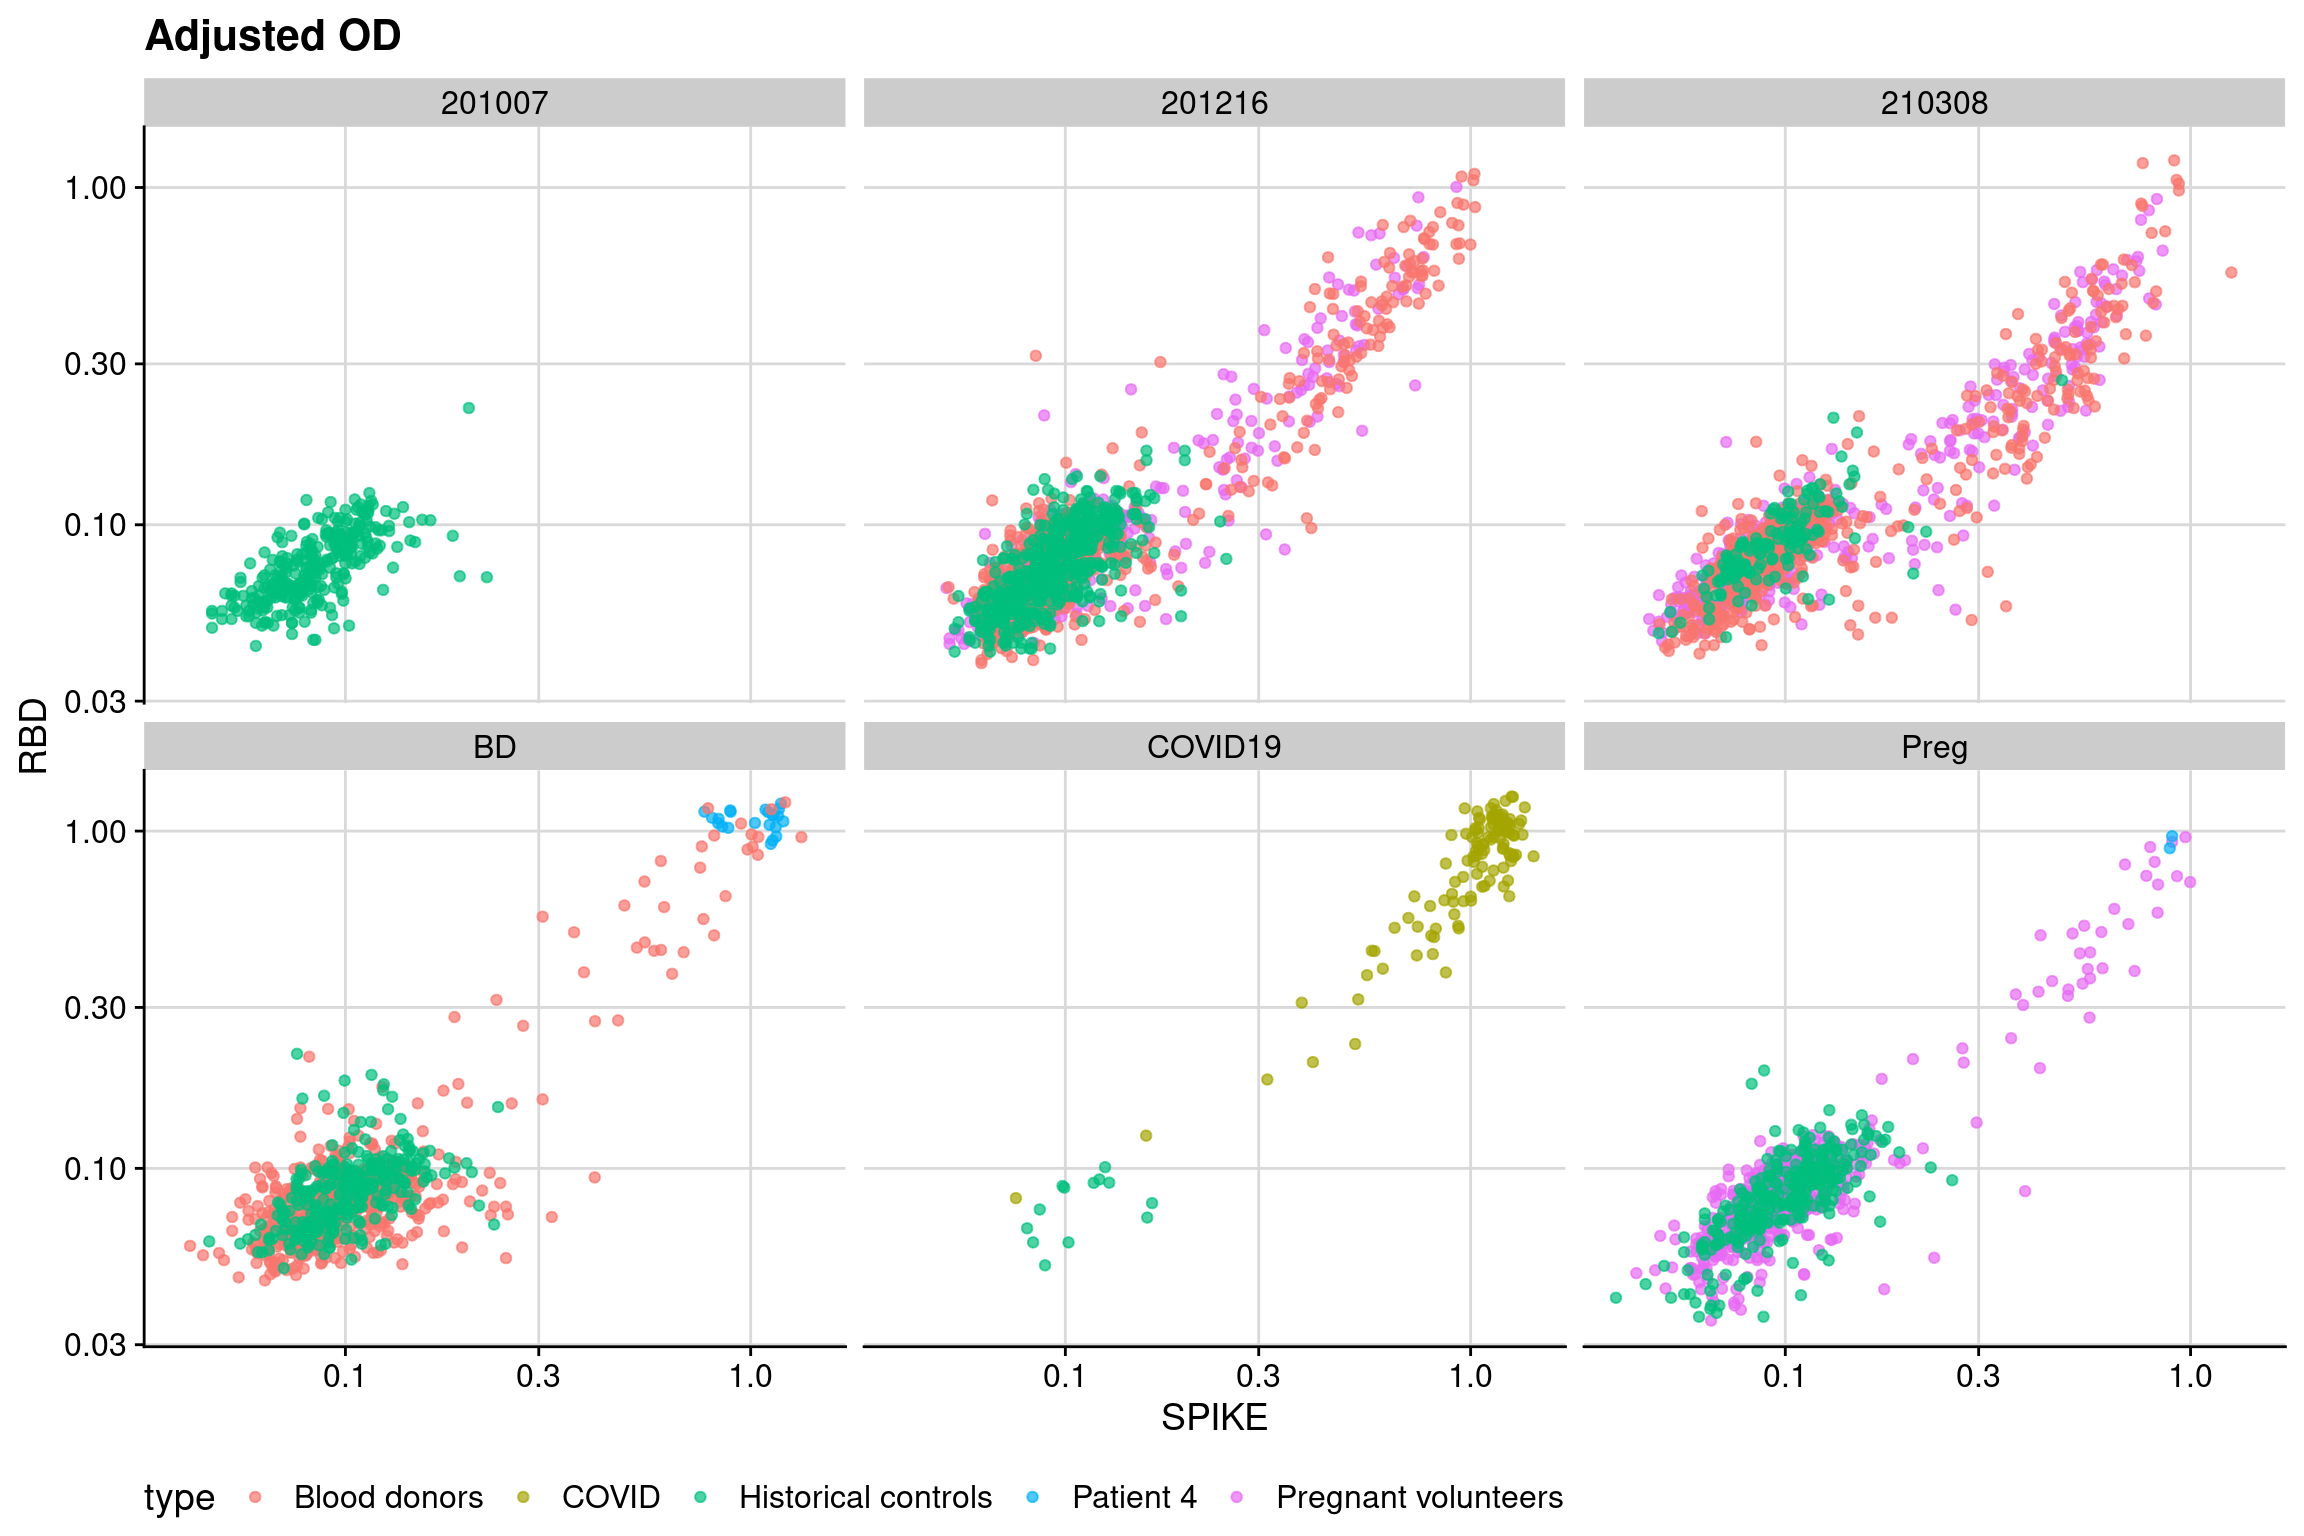 Adjusted OD
201007 201216 210308
1.00
0.30
0.10
0.03
RBD
BD COVID19 Preg
1.00
0.30
0.10
0.03
0.1 0.3 1.0 0.1 0.3 1.0 0.1 0.3 1.0
SPIKE
type Blood donors COVID Historical controls Patient 4 Pregnant volunteers